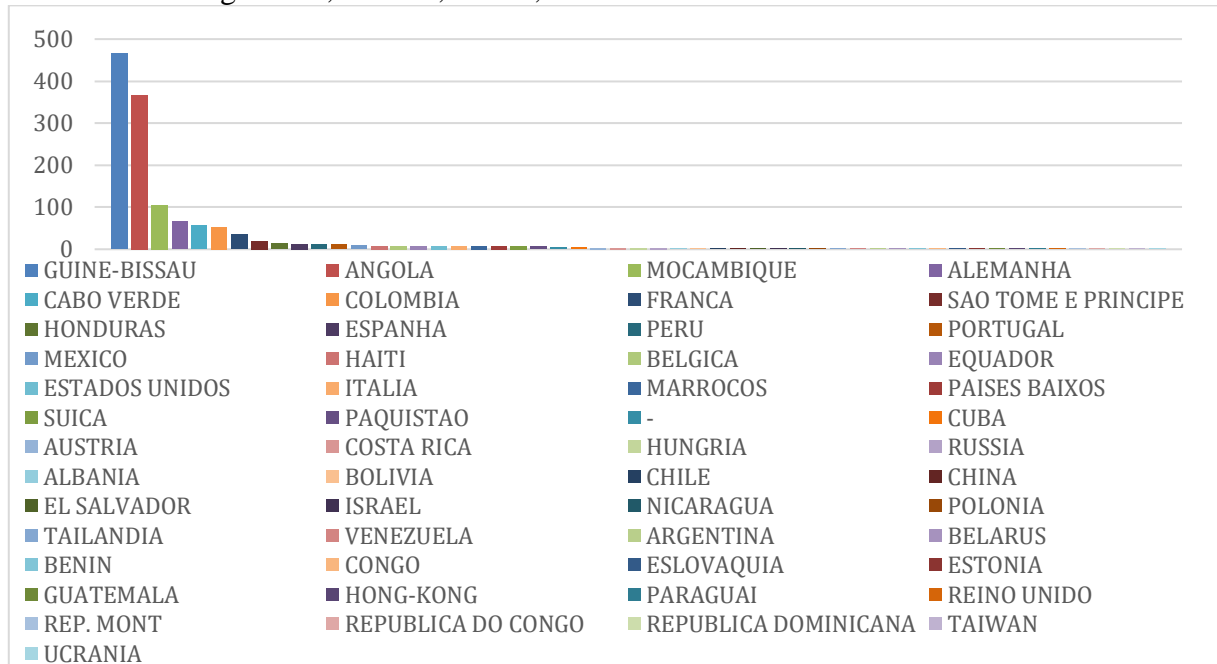 500
400
300
200
100
0
GUINE-BISSAU ANGOLA MOCAMBIQUE ALEMANHA
CABO VERDE COLOMBIA FRANCA SAO TOME E PRINCIPE
HONDURAS ESPANHA PERU PORTUGAL
MEXICO HAITI BELGICA EQUADOR
ESTADOS UNIDOS ITALIA MARROCOS PAISES BAIXOS
SUICA PAQUISTAO - CUBA
AUSTRIA COSTA RICA HUNGRIA RUSSIA
ALBANIA BOLIVIA CHILE CHINA
EL SALVADOR ISRAEL NICARAGUA POLONIA
TAILANDIA VENEZUELA ARGENTINA BELARUS
BENIN CONGO ESLOVAQUIA ESTONIA
GUATEMALA HONG-KONG PARAGUAI REINO UNIDO
REP. MONT REPUBLICA DO CONGO REPUBLICA DOMINICANA TAIWAN
UCRANIA